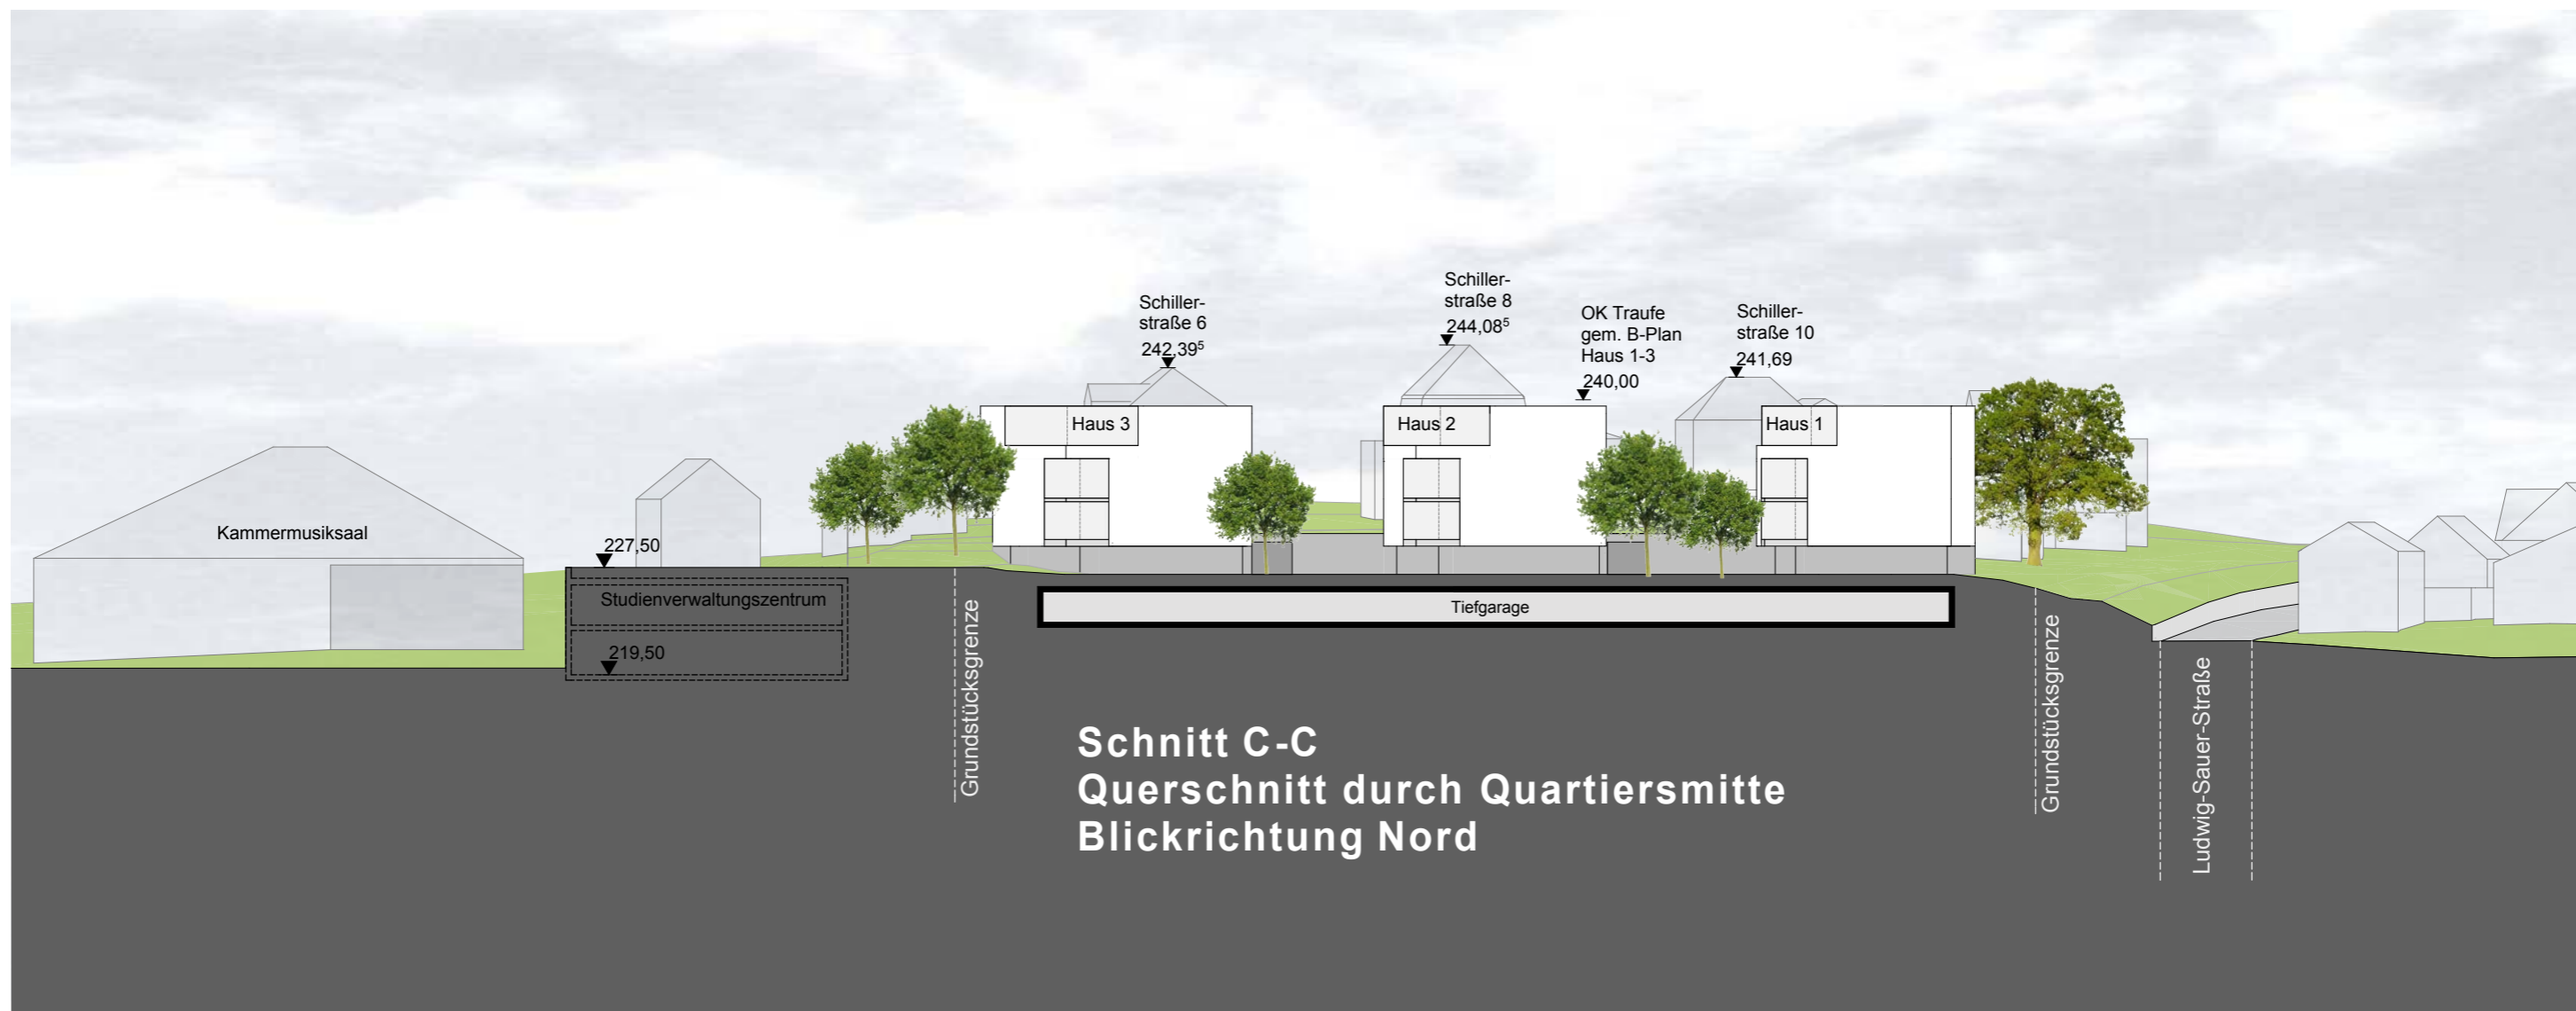 Schiller-
straße 6
242,39⁵
Schiller-
straße 8
244,08⁵
OK Traufe
gem. B-Plan
Haus 1-3
240,00
Schiller-
straße 10
241,69
Haus 3
Haus 2
Haus 1
Kammermusiksaal
227,50
Studienverwaltungszentrum
219,50
Tiefgarage
Grundstücksgrenze
Grundstücksgrenze
Ludwig-Sauer-Straße
Schnitt C-C
Querschnitt durch Quartiersmitte
Blickrichtung Nord